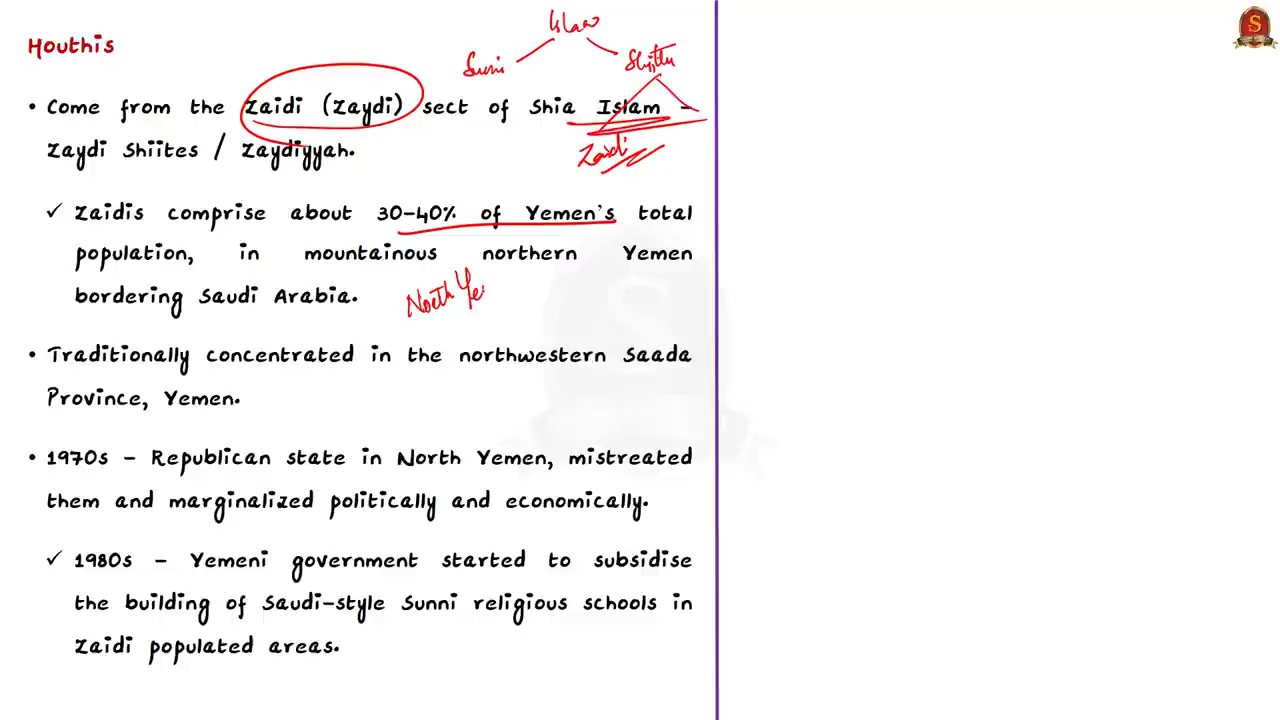 Houthis
Islam
Sunni
Shiite
• Come from the Zaidi (Zaydi) sect of Shia Islam –
Zaydi Shiites / Zaydiyyah.
Zaidi
✓ Zaidis comprise about 30-40% of Yemen's total
population, in mountainous northern Yemen
bordering Saudi Arabia.
North Ye
• Traditionally concentrated in the northwestern Saada
Province, Yemen.
• 1970s – Republican state in North Yemen, mistreated
them and marginalized politically and economically.
✓ 1980s – Yemeni government started to subsidise
the building of Saudi-style Sunni religious schools in
Zaidi populated areas.
S